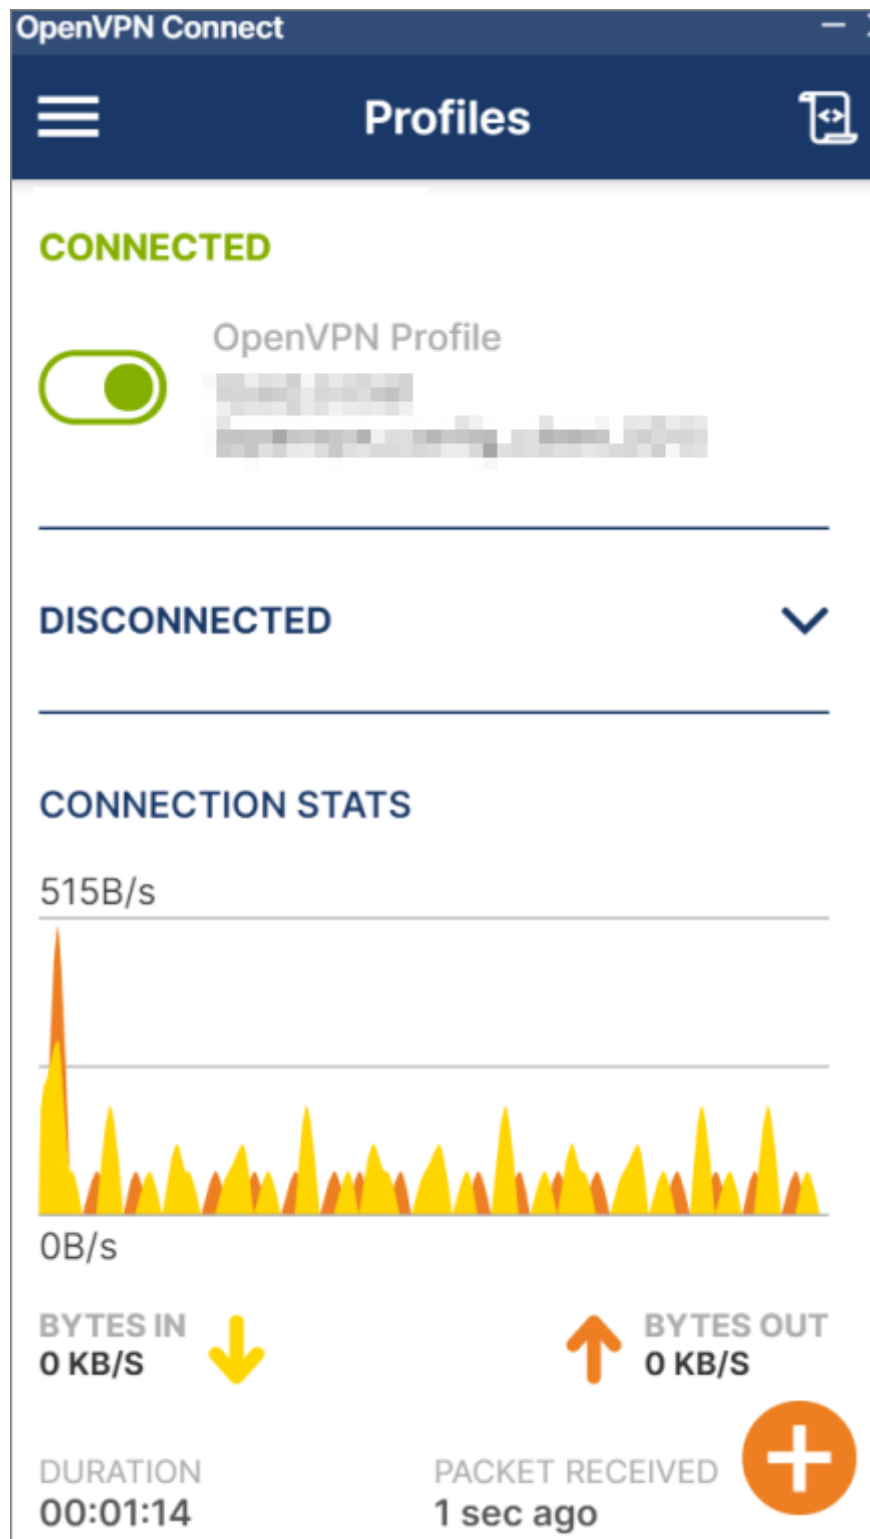 OpenVPN Connect
Profiles
CONNECTED
OpenVPN Profile
DISCONNECTED
CONNECTION STATS
515B/s
0B/s
BYTES IN
0 KB/S
BYTES OUT
0 KB/S
DURATION
00:01:14
PACKET RECEIVED
1 sec ago